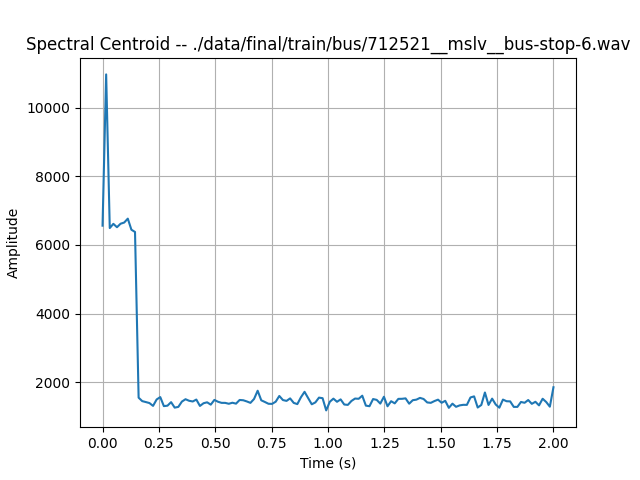 Spectral Centroid -- ./data/final/train/bus/712521__mslv__bus-stop-6.wav
10000
8000
6000
4000
2000
Amplitude
0.00 0.25 0.50 0.75 1.00 1.25 1.50 1.75 2.00
Time (s)